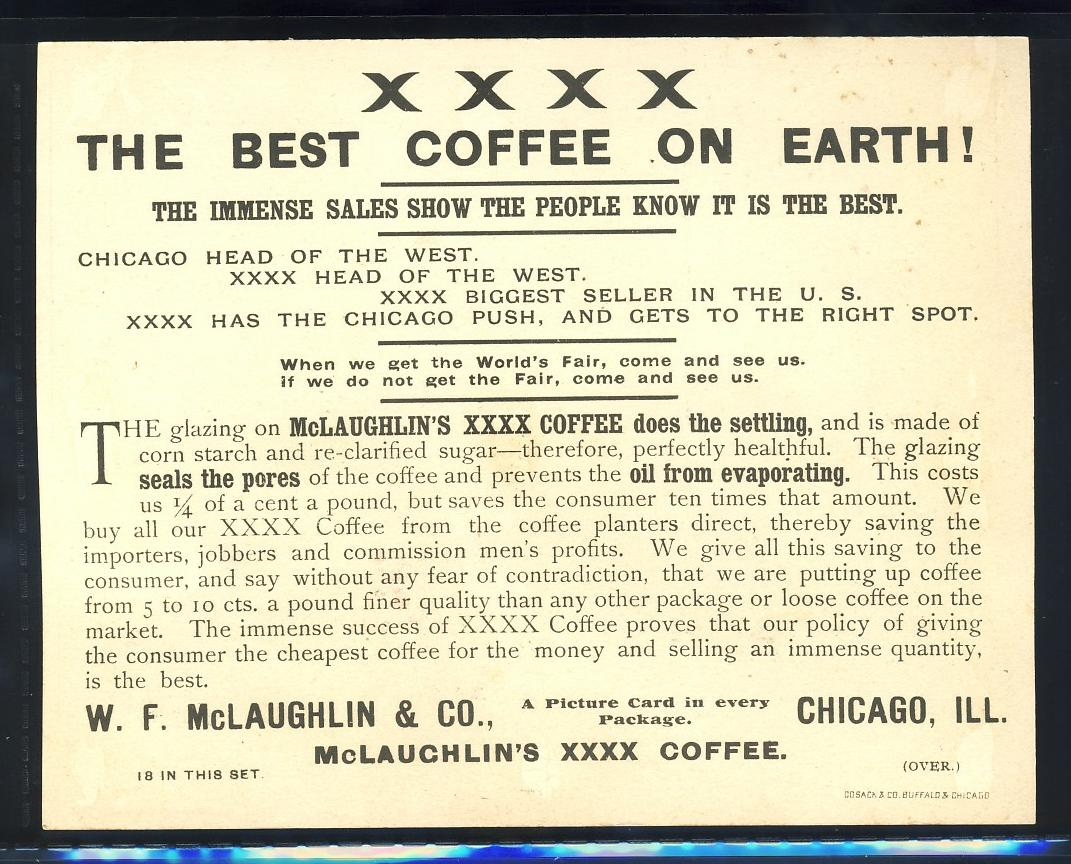 XXXX
THE BEST COFFEE ON EARTH!
THE IMMENSE SALES SHOW THE PEOPLE KNOW IT IS THE BEST.
CHICAGO HEAD OF THE WEST.
XXXX HEAD OF THE WEST.
XXXX BIGGEST SELLER IN THE U. S.
XXXX HAS THE CHICAGO PUSH, AND GETS TO THE RIGHT SPOT.
When we get the World's Fair, come and see us.
If we do not get the Fair, come and see us.
THE glazing on McLAUGHLIN'S XXXX COFFEE does the settling, and is made of
corn starch and re-clarified sugar—therefore, perfectly healthful. The glazing
seals the pores of the coffee and prevents the oil from evaporating. This costs
us ¼ of a cent a pound, but saves the consumer ten times that amount. We
buy all our XXXX Coffee from the coffee planters direct, thereby saving the
importers, jobbers and commission men's profits. We give all this saving to the
consumer, and say without any fear of contradiction, that we are putting up coffee
from 5 to 10 cts. a pound finer quality than any other package or loose coffee on the
market. The immense success of XXXX Coffee proves that our policy of giving
the consumer the cheapest coffee for the money and selling an immense quantity,
is the best.
W. F. McLAUGHLIN & CO., A Picture Card in every Package. CHICAGO, ILL.
McLAUGHLIN'S XXXX COFFEE.
18 IN THIS SET.
(OVER.)
COSACK & CO. BUFFALO & CHICAGO